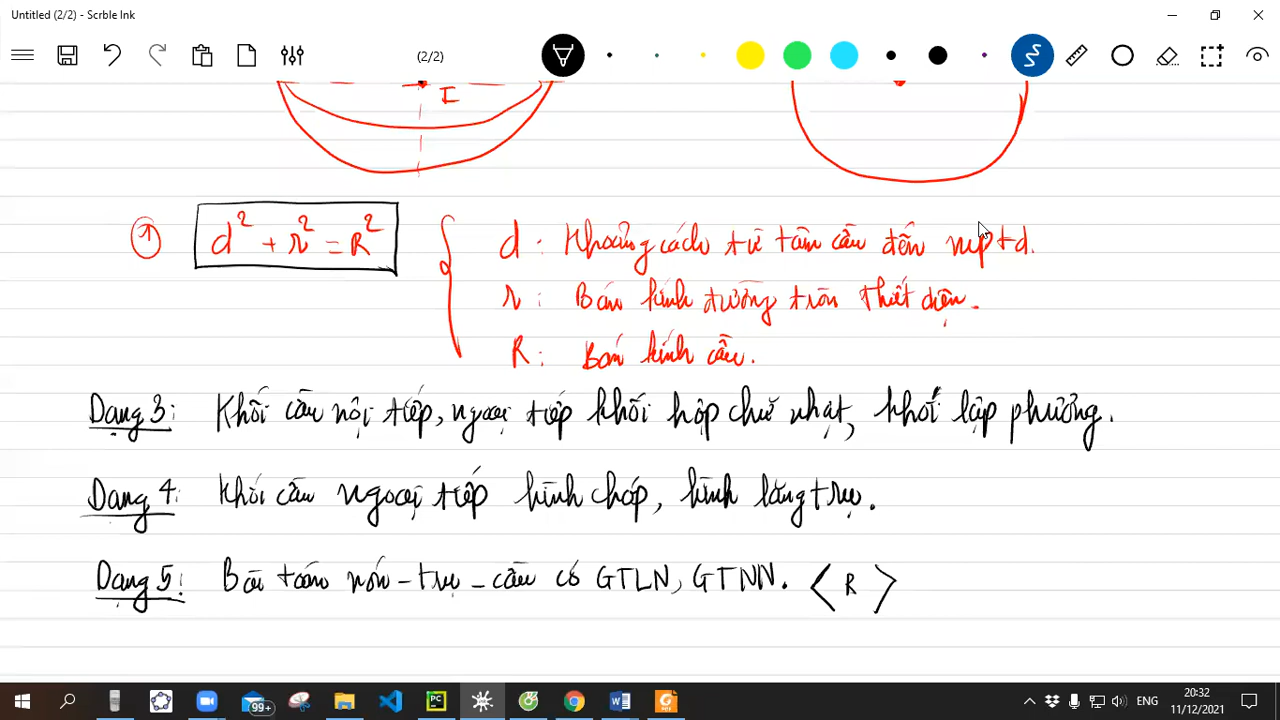 Untitled (2/2) - Scrble Ink
(2/2)
I
① d² + r² = R²
d : Khoảng cách từ tâm cầu đến mp td.
r : Bán kính đường tròn thiết diện.
R : Bán kính cầu.
Dạng 3: Khối cầu nội tiếp, ngoại tiếp khối hộp chữ nhật, khối lập phương.
Dạng 4: Khối cầu ngoại tiếp hình chóp, hình lăng trụ.
Dạng 5: Bài toán nón - trụ - cầu có GTLN, GTNN. < R >
99+
ENG
20:32
11/12/2021